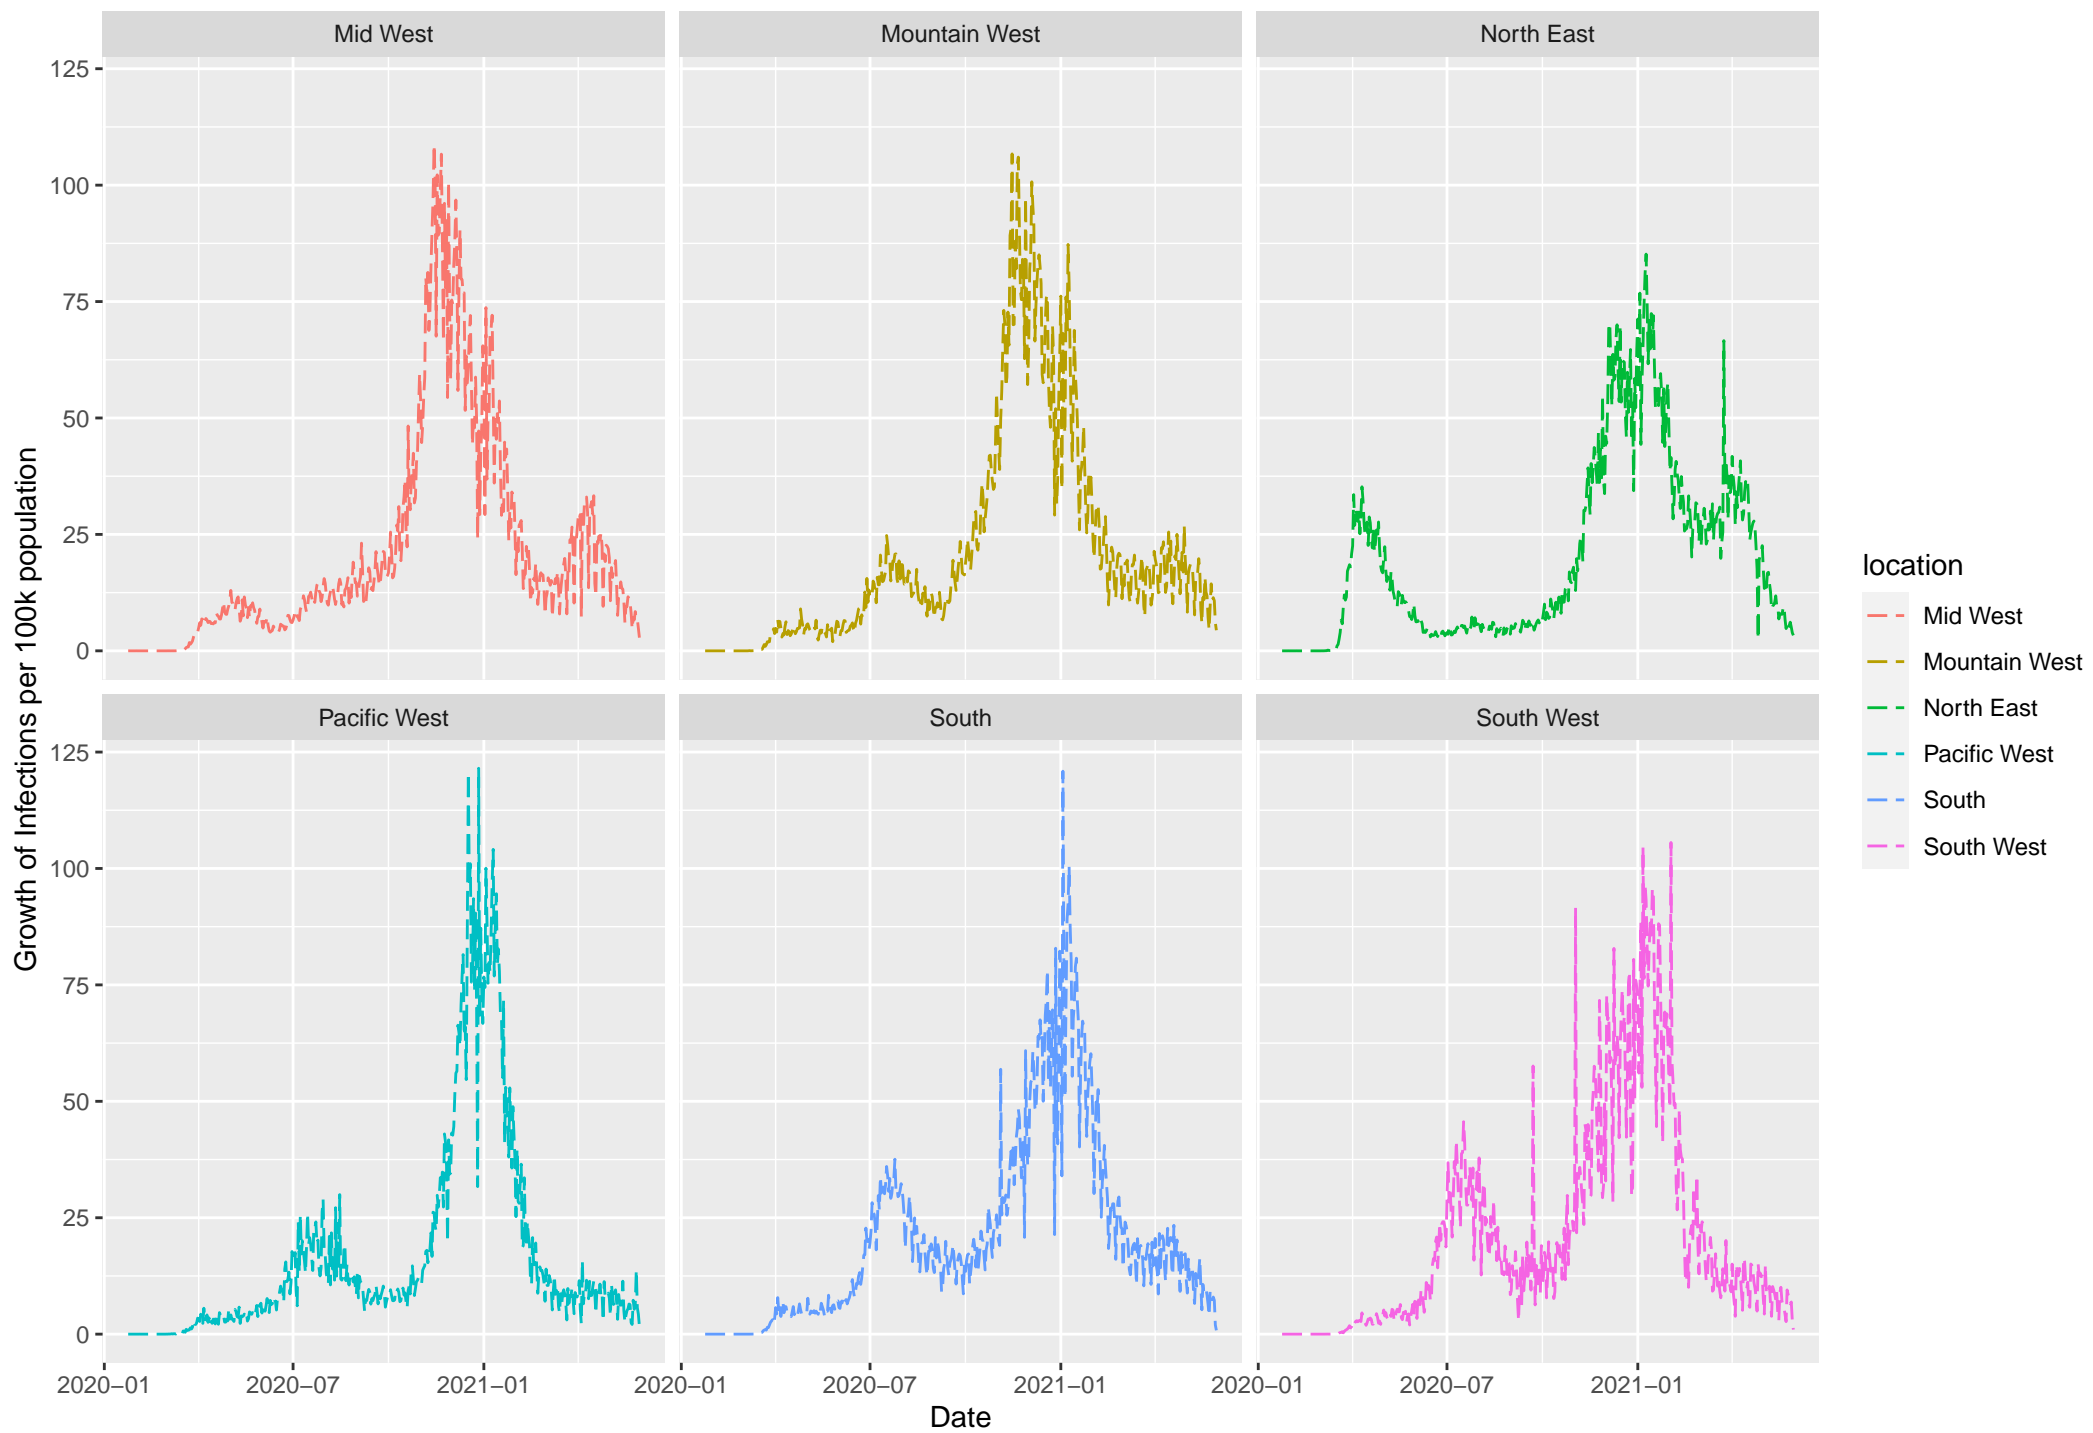 Mid West
Mountain West
North East
125
100
75
50
25
0
Pacific West
South
South West
125
100
75
50
25
0
2020–01
2020–07
2021–01
2020–01
2020–07
2021–01
2020–01
2020–07
2021–01
Date
Growth of Infections per 100k population
location
Mid West
Mountain West
North East
Pacific West
South
South West